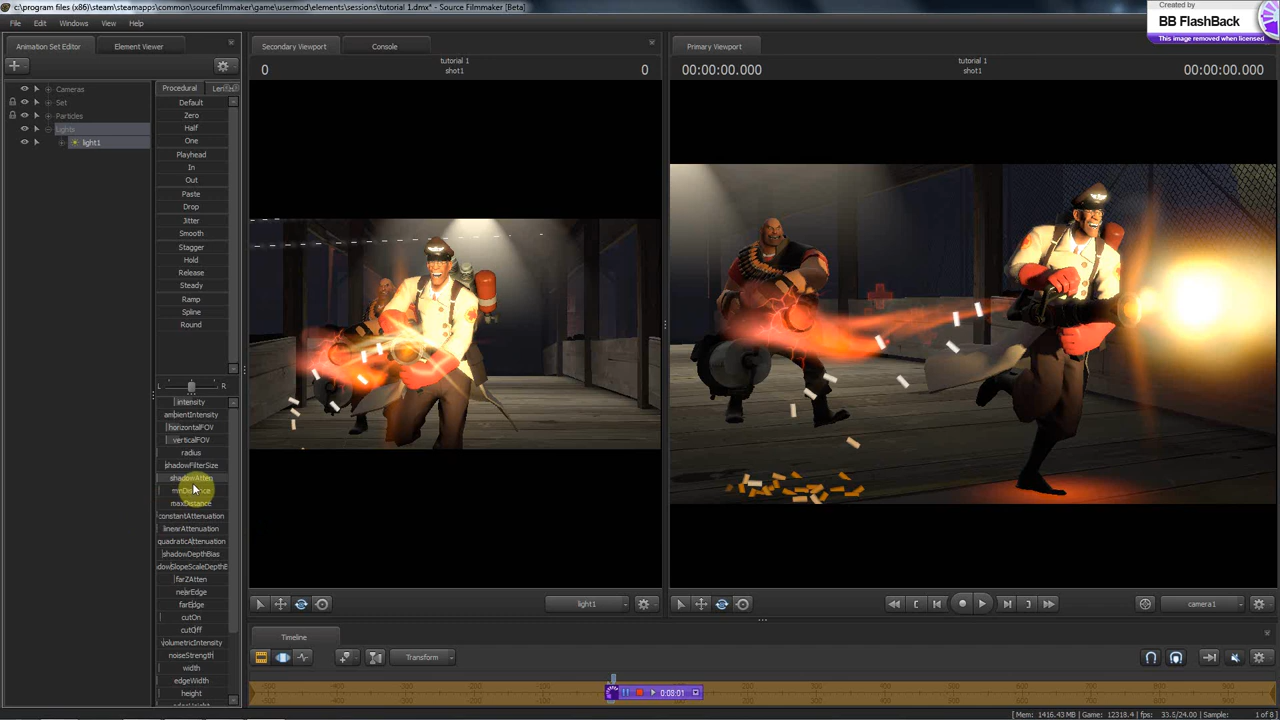 c:\program files (x86)\steam\steamapps\common\sourcefilmmaker\game\usermod\elements\sessions\tutorial 1.dmx* - Source Filmmaker [Beta]
Created by
BB FlashBack
This image removed when licensed
File
Edit
Windows
View
Help
Animation Set Editor
Element Viewer
Secondary Viewport
Console
Primary Viewport
tutorial 1
shot1
0
0
tutorial 1
shot1
00:00:00.000
00:00:00.000
Cameras
Set
Particles
Lights
light1
Procedural
Default
Zero
Half
One
Playhead
In
Out
Paste
Drop
Jitter
Smooth
Stagger
Hold
Release
Steady
Ramp
Spline
Round
L
R
intensity
ambientIntensity
horizontalFOV
verticalFOV
radius
shadowFilterSize
shadowAtten
minDistance
maxDistance
constantAttenuation
linearAttenuation
quadraticAttenuation
shadowDepthBias
dowSlopeScaleDepthB
farZAtten
nearEdge
farEdge
cutOn
cutOff
volumetricIntensity
noiseStrength
width
edgeWidth
height
light1
camera1
Timeline
Transform
0:08:01
Mem: 1416.43 MB | Game: 12318.4 | fps: 33.5/24.00 | Sample: 1 of 8